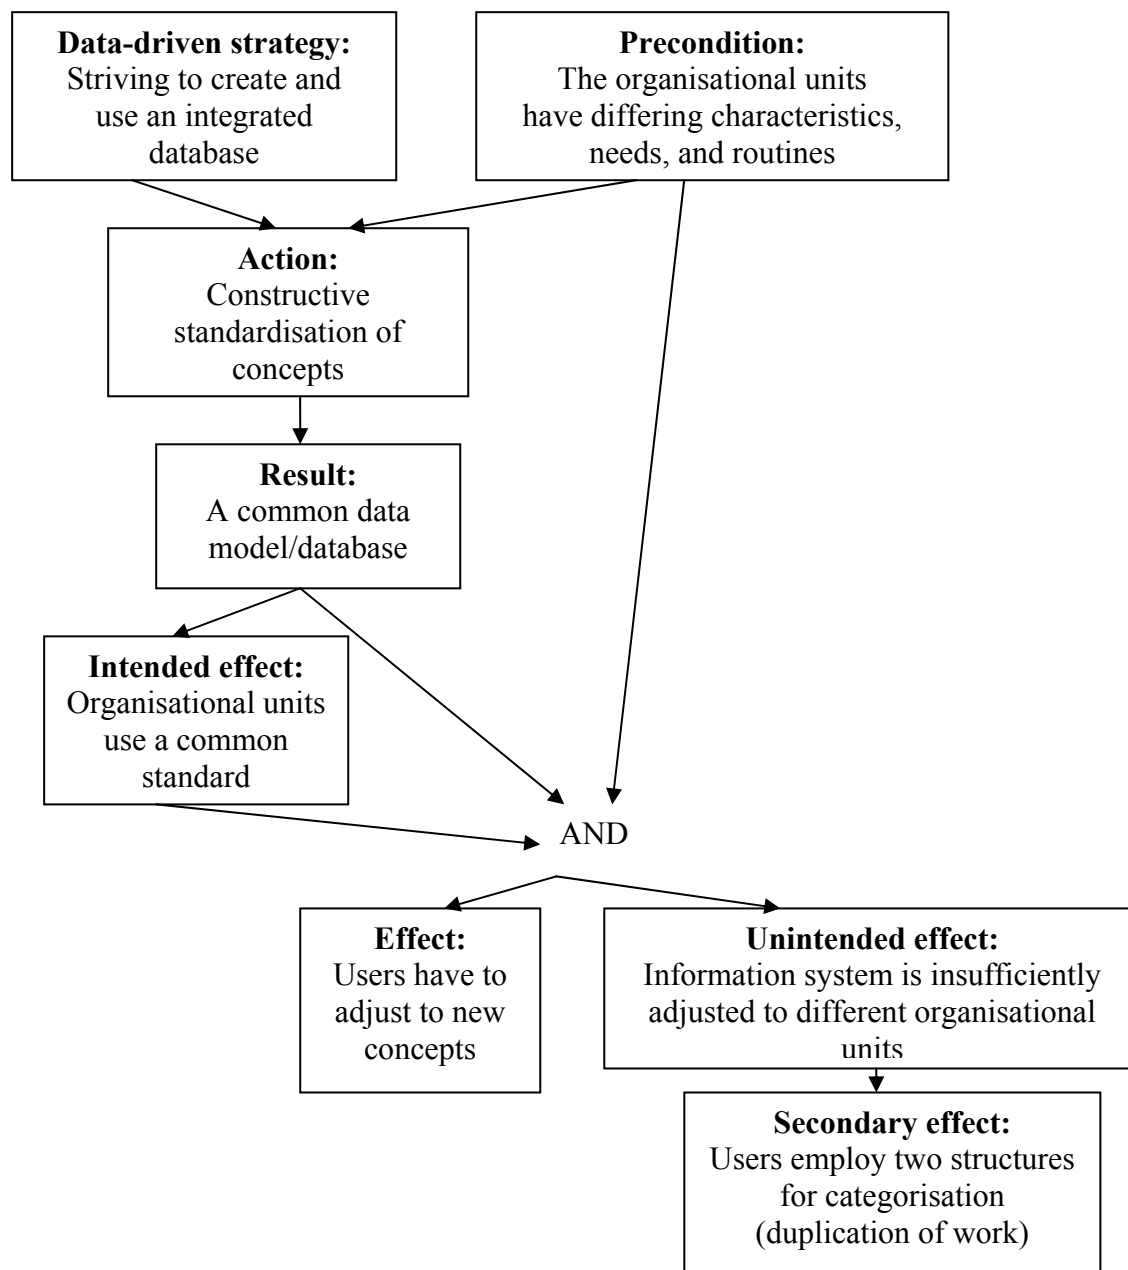 Data-driven strategy:
Striving to create and
use an integrated
database
Precondition:
The organisational units
have differing characteristics,
needs, and routines
Action:
Constructive
standardisation of
concepts
Result:
A common data
model/database
Intended effect:
Organisational units
use a common
standard
AND
Effect:
Users have to
adjust to new
concepts
Unintended effect:
Information system is insufficiently
adjusted to different organisational
units
Secondary effect:
Users employ two structures
for categorisation
(duplication of work)